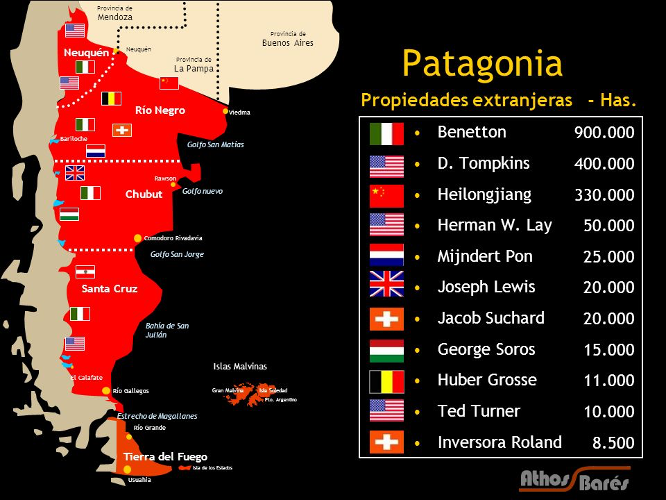 Provincia de
Mendoza
Neuquén
Neuquén
Provincia de
La Pampa
Provincia de
Buenos Aires
Río Negro
Viedma
Bariloche
Golfo San Matías
Rawson
Golfo nuevo
Chubut
Comodoro Rivadavia
Golfo San Jorge
Santa Cruz
Bahía de San
Julián
El Calafate
Río Gallegos
Islas Malvinas
Gran Malvina
Isla Soledad
Pto. Argentino
Estrecho de Magallanes
Río Grande
Tierra del Fuego
Isla de los Estados
Usuahia
Patagonia
Propiedades extranjeras - Has.
• Benetton 900.000
• D. Tompkins 400.000
• Heilongjiang 330.000
• Herman W. Lay 50.000
• Mijndert Pon 25.000
• Joseph Lewis 20.000
• Jacob Suchard 20.000
• George Soros 15.000
• Huber Grosse 11.000
• Ted Turner 10.000
• Inversora Roland 8.500
Athos Barés